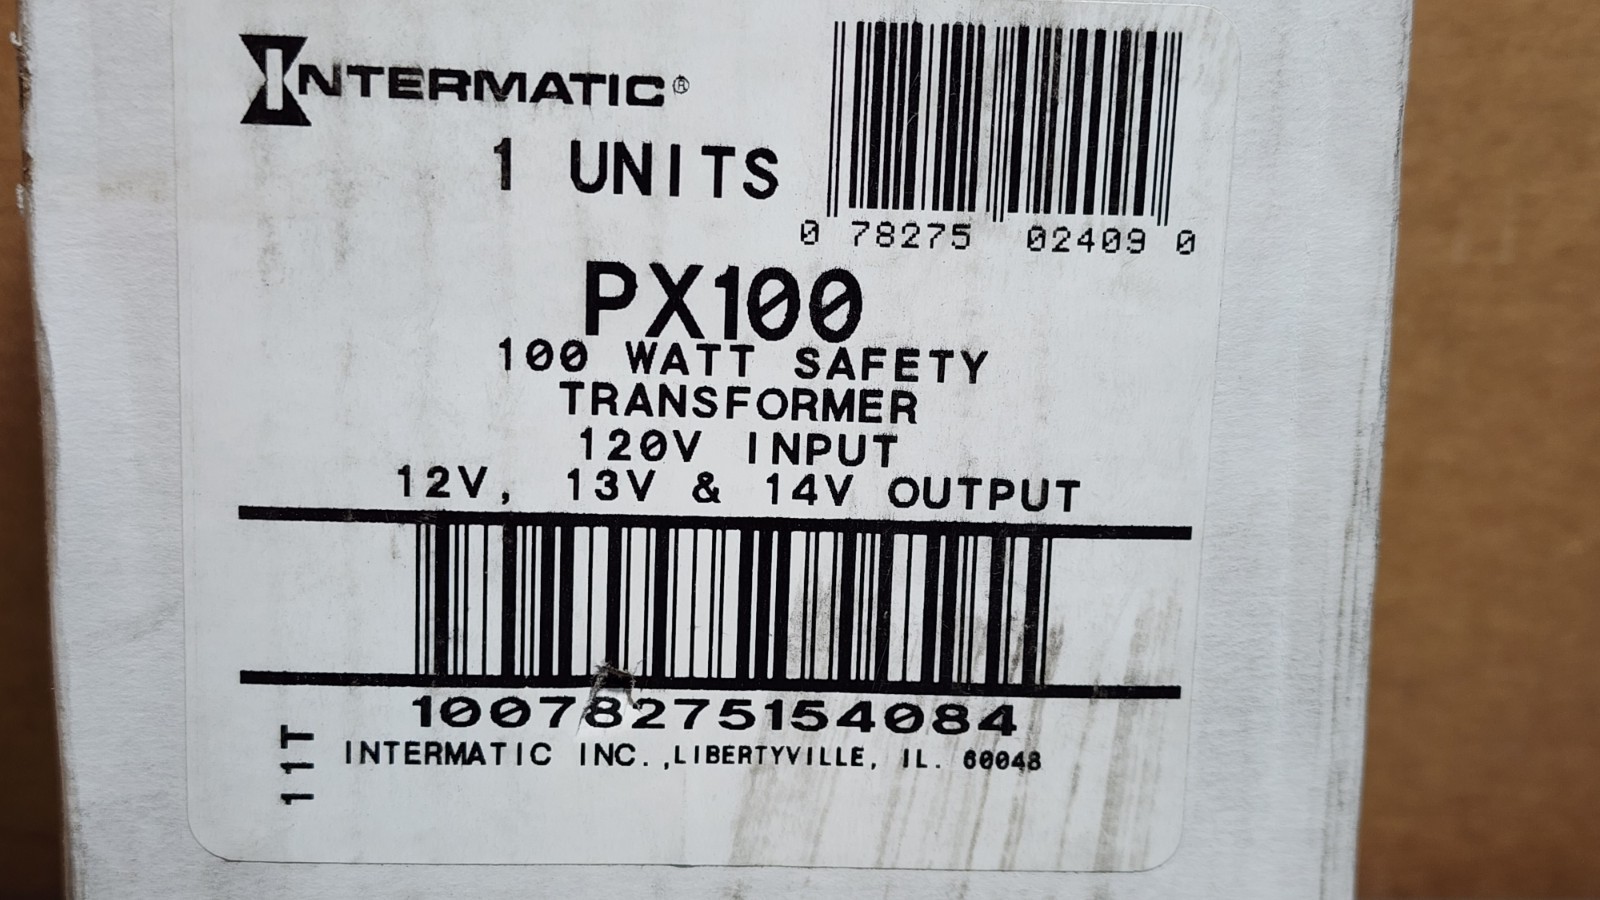 INTERMATIC®
1 UNITS
0 78275 02409 0
PX100
100 WATT SAFETY
TRANSFORMER
120V INPUT
12V, 13V & 14V OUTPUT
10078275154084
11T
INTERMATIC INC.,LIBERTYVILLE, IL. 60048